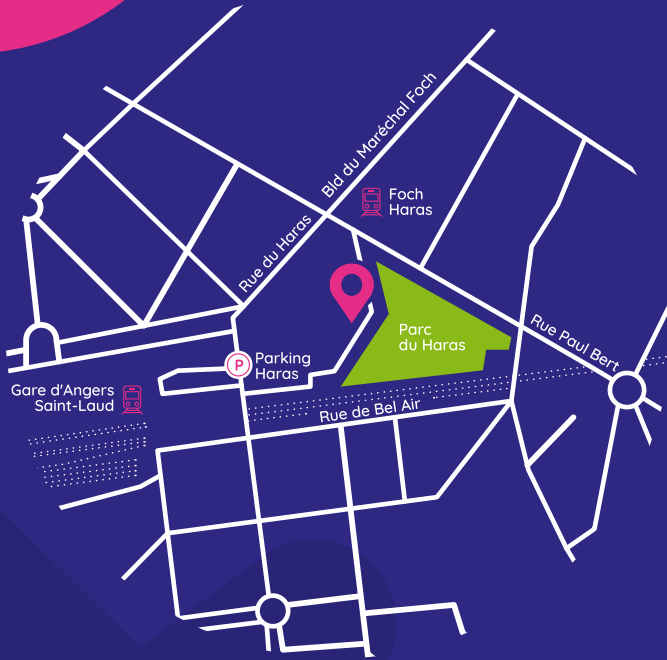 Bld du Maréchal Foch
Foch
Haras
Rue du Haras
Parc
du Haras
Rue Paul Bert
P
Parking
Haras
Gare d'Angers
Saint-Laud
Rue de Bel Air